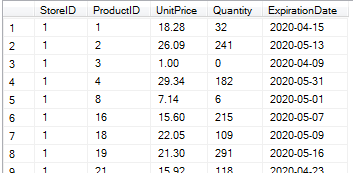 StoreID ProductID UnitPrice Quantity ExpirationDate
1 1 1 18.28 32 2020-04-15
2 1 2 26.09 241 2020-05-13
3 1 3 1.00 0 2020-04-09
4 1 4 29.34 182 2020-05-31
5 1 8 7.14 6 2020-05-01
6 1 16 15.60 215 2020-05-07
7 1 18 22.05 109 2020-05-09
8 1 19 21.30 291 2020-05-16
9 1 21 15.92 118 2020-04-23